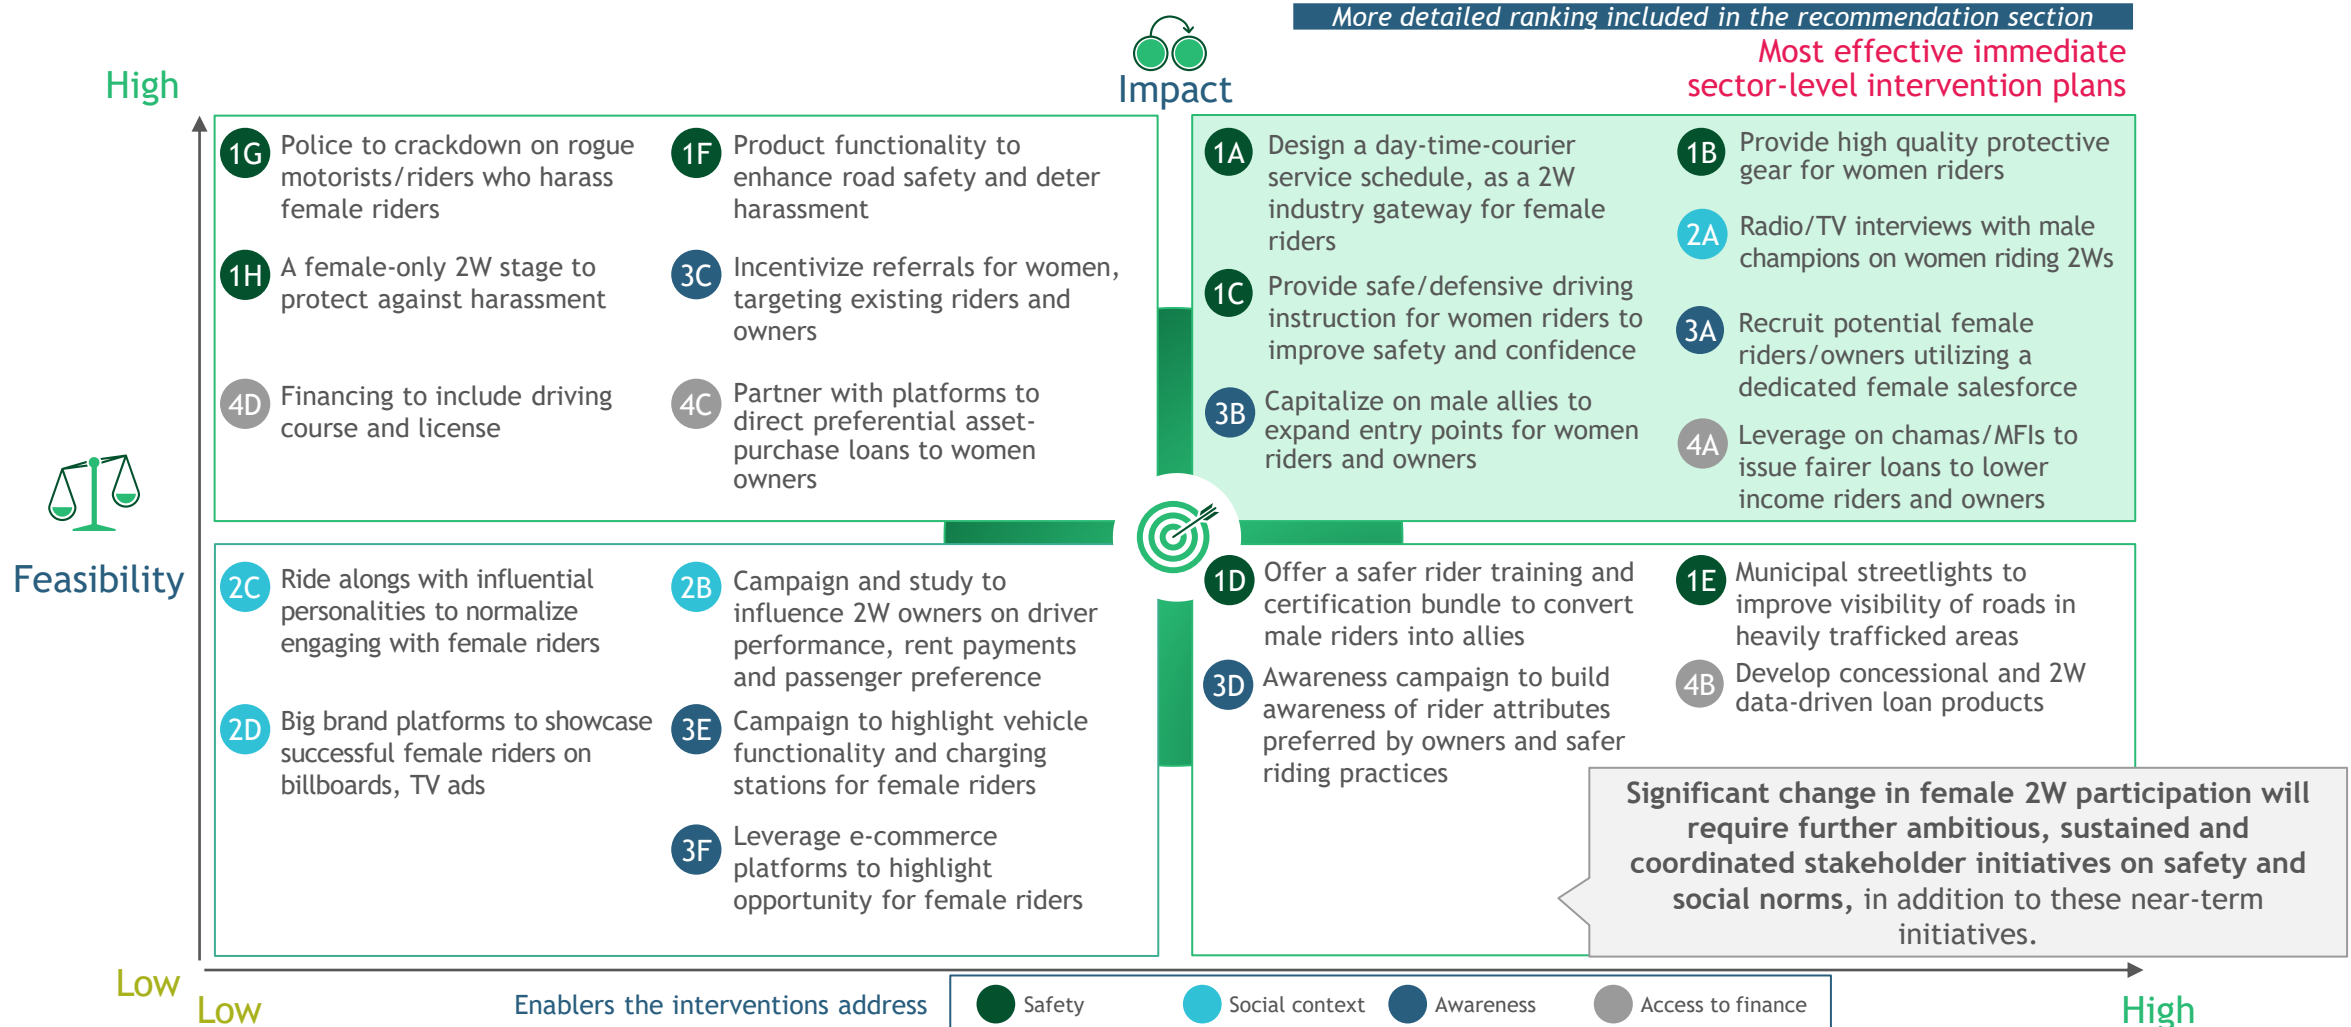 More detailed ranking included in the recommendation section
Most effective immediate
sector-level intervention plans
Impact
High
1G
Police to crackdown on rogue
motorists/riders who harass
female riders
1F
Product functionality to
enhance road safety and deter
harassment
1H
A female-only 2W stage to
protect against harassment
3C
Incentivize referrals for women,
targeting existing riders and
owners
4D
Financing to include driving
course and license
4C
Partner with platforms to
direct preferential asset-
purchase loans to women
owners
1A
Design a day-time-courier
service schedule, as a 2W
industry gateway for female
riders
1B
Provide high quality protective
gear for women riders
2A
Radio/TV interviews with male
champions on women riding 2Ws
1C
Provide safe/defensive driving
instruction for women riders to
improve safety and confidence
3A
Recruit potential female
riders/owners utilizing a
dedicated female salesforce
3B
Capitalize on male allies to
expand entry points for women
riders and owners
4A
Leverage on chamas/MFIs to
issue fairer loans to lower
income riders and owners
Feasibility
2C
Ride alongs with influential
personalities to normalize
engaging with female riders
2B
Campaign and study to
influence 2W owners on driver
performance, rent payments
and passenger preference
2D
Big brand platforms to showcase
successful female riders on
billboards, TV ads
3E
Campaign to highlight vehicle
functionality and charging
stations for female riders
3F
Leverage e-commerce
platforms to highlight
opportunity for female riders
1D
Offer a safer rider training and
certification bundle to convert
male riders into allies
1E
Municipal streetlights to
improve visibility of roads in
heavily trafficked areas
3D
Awareness campaign to build
awareness of rider attributes
preferred by owners and safer
riding practices
4B
Develop concessional and 2W
data-driven loan products
Significant change in female 2W participation will
require further ambitious, sustained and
coordinated stakeholder initiatives on safety and
social norms, in addition to these near-term
initiatives.
Low
Low
Enablers the interventions address
Safety
Social context
Awareness
Access to finance
High